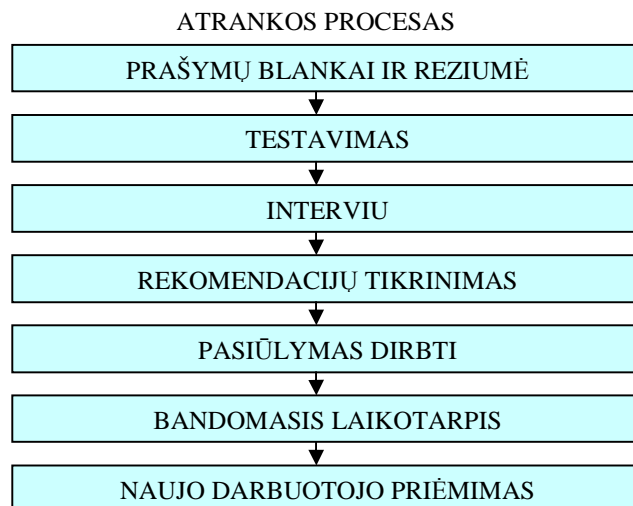 ATRANKOS PROCESAS
PRAŠYMŲ BLANKAI IR REZIUMĖ
TESTAVIMAS
INTERVIU
REKOMENDACIJŲ TIKRINIMAS
PASIŪLYMAS DIRBTI
BANDOMASIS LAIKOTARPIS
NAUJO DARBUOTOJO PRIĖMIMAS